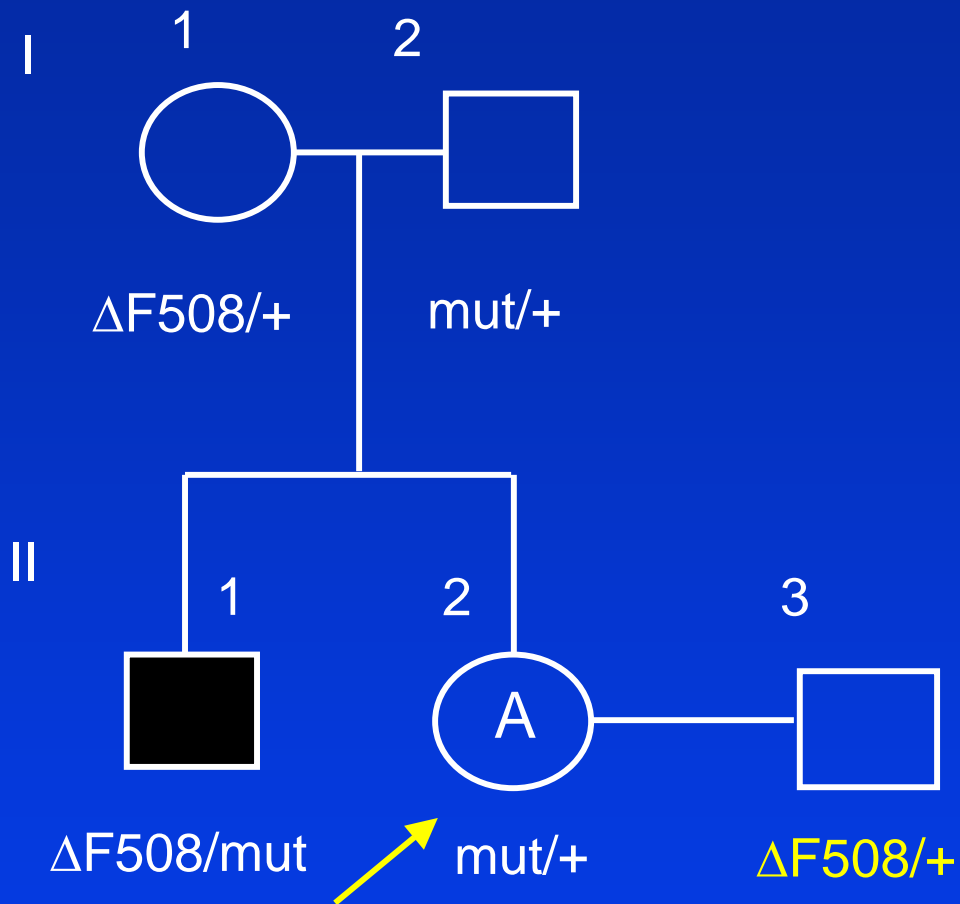 I 1 2
ΔF508/+ mut/+
II 1 2 3
A
ΔF508/mut mut/+ ΔF508/+